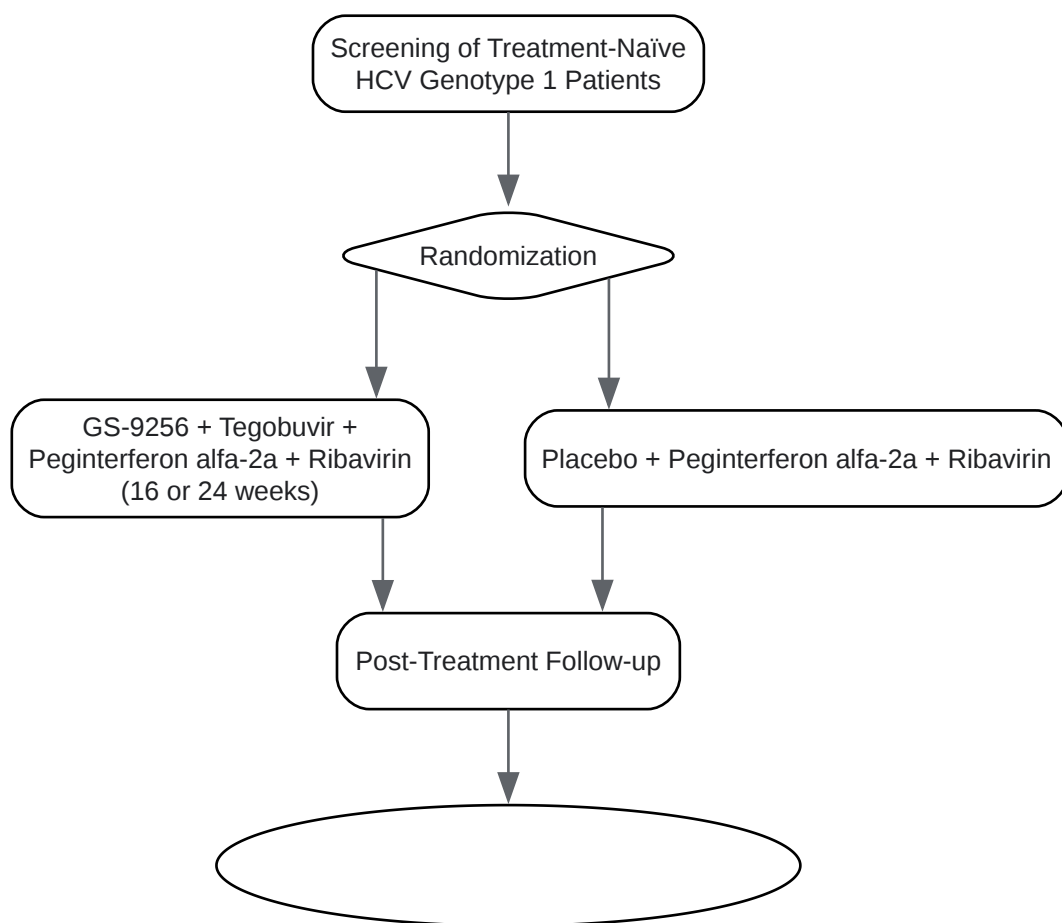 Screening of Treatment-Naïve
HCV Genotype 1 Patients
Randomization
GS-9256 + Tegobuvir +
Peginterferon alfa-2a + Ribavirin
(16 or 24 weeks)
Placebo + Peginterferon alfa-2a + Ribavirin
Post-Treatment Follow-up